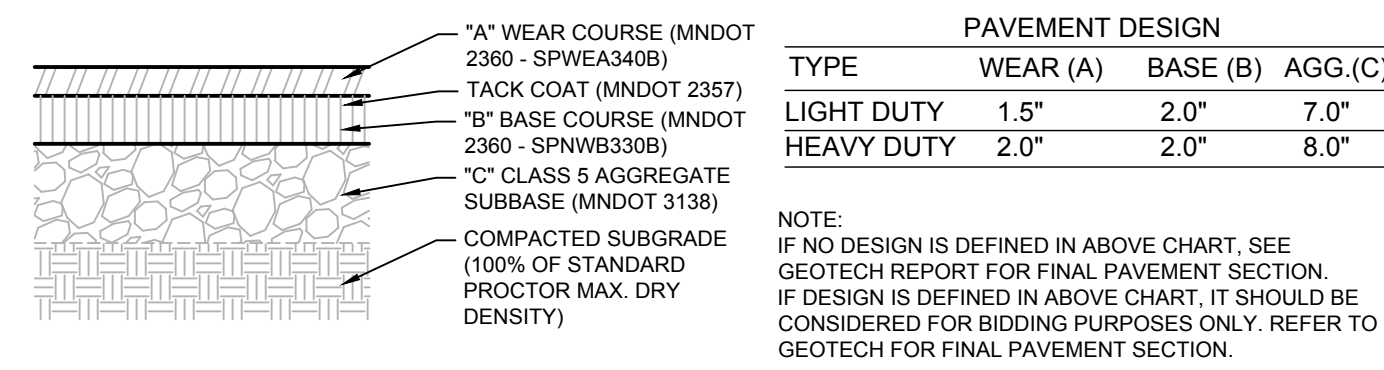 "A" WEAR COURSE (MNDOT
2360 - SPWEA340B)
TACK COAT (MNDOT 2357)
"B" BASE COURSE (MNDOT
2360 - SPNWB330B)
"C" CLASS 5 AGGREGATE
SUBBASE (MNDOT 3138)
COMPACTED SUBGRADE
(100% OF STANDARD
PROCTOR MAX. DRY
DENSITY)
PAVEMENT DESIGN
TYPE WEAR (A) BASE (B) AGG.(C)
LIGHT DUTY 1.5" 2.0" 7.0"
HEAVY DUTY 2.0" 2.0" 8.0"
NOTE:
IF NO DESIGN IS DEFINED IN ABOVE CHART, SEE
GEOTECH REPORT FOR FINAL PAVEMENT SECTION.
IF DESIGN IS DEFINED IN ABOVE CHART, IT SHOULD BE
CONSIDERED FOR BIDDING PURPOSES ONLY. REFER TO
GEOTECH FOR FINAL PAVEMENT SECTION.